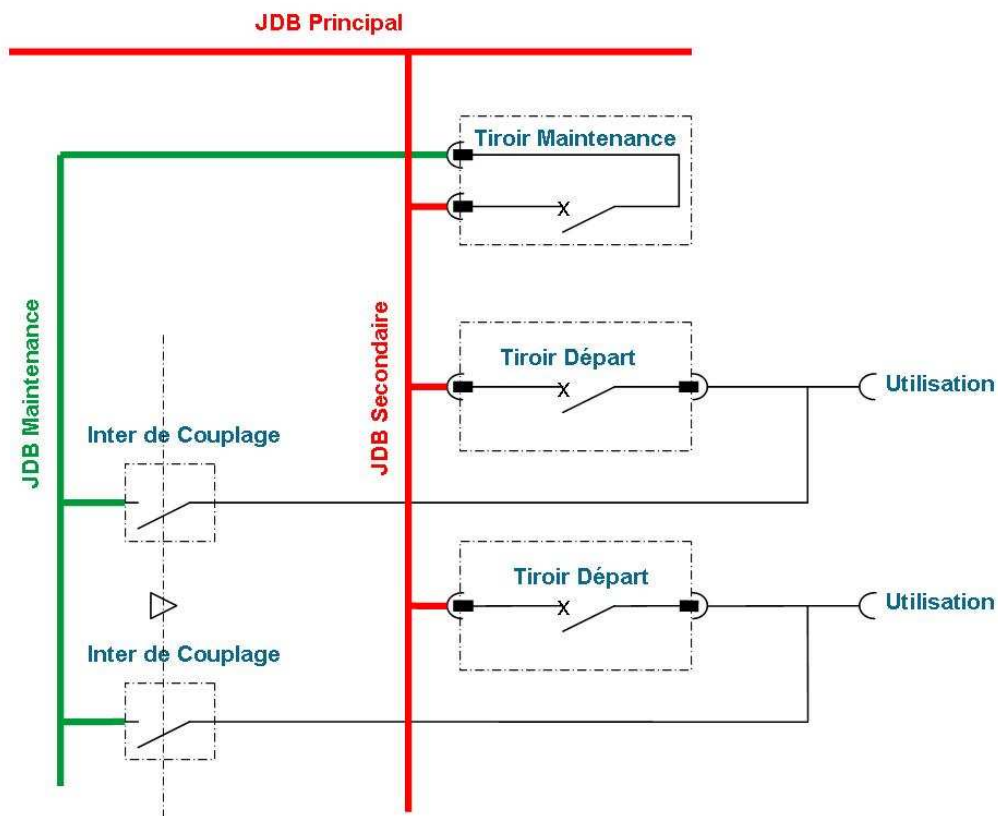 JDB Principal
Tiroir Maintenance
JDB Maintenance
JDB Secondaire
Tiroir Départ
Utilisation
Inter de Couplage
Tiroir Départ
Utilisation
Inter de Couplage